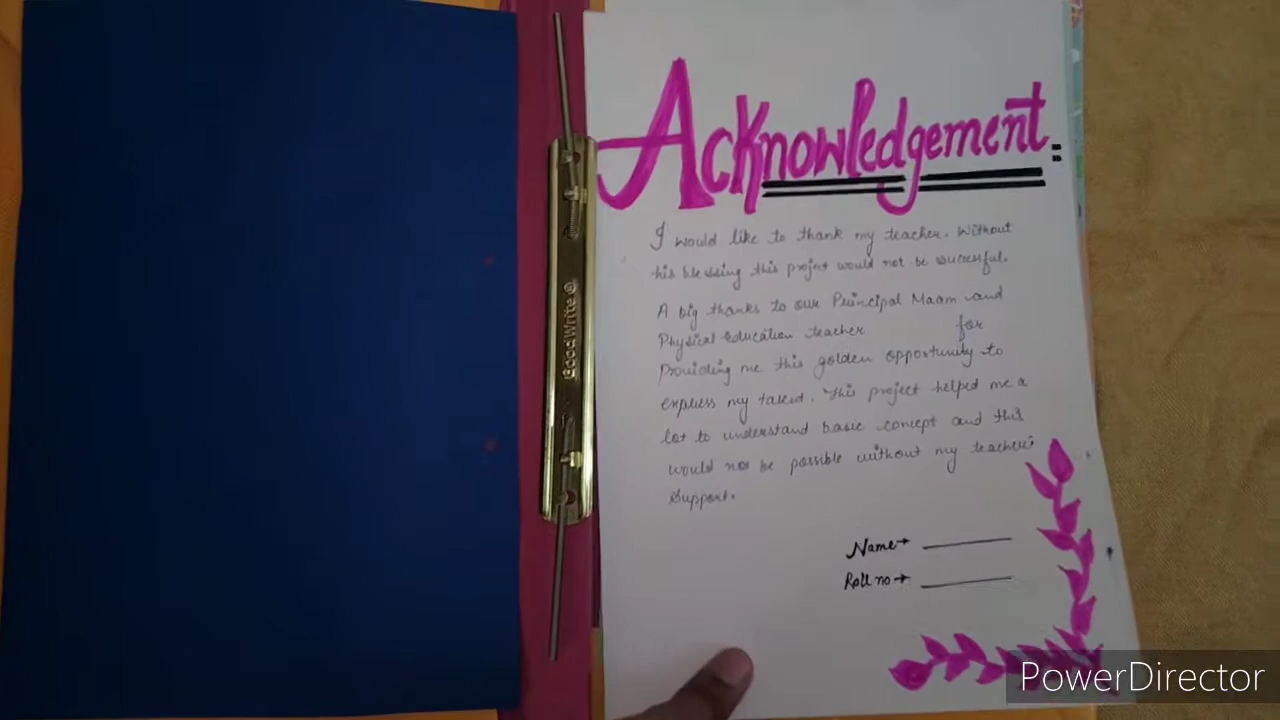 Acknowledgement:
I would like to thank my teacher. Without
his blessing this project would not be sucessful.
A big thanks to our Principal Maam and
Physical Education teacher for
Providing me this golden opportunity to
express my talent. This project helped me a
lot to understand basic concept and this
would not be possible without my teacher's
Support.
Name→
Roll no→
GoodWrite®
PowerDirector